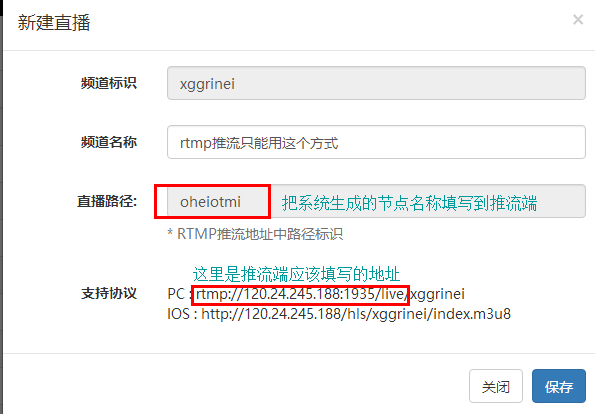 新建直播
×
频道标识 xggrinei
频道名称 rtmp推流只能用这个方式
直播路径: oheiotmi 把系统生成的节点名称填写到推流端
* RTMP推流地址中路径标识
这里是推流端应该填写的地址
支持协议 PC : rtmp://120.24.245.188:1935/live/xggrinei
IOS : http://120.24.245.188/hls/xggrinei/index.m3u8
关闭 保存